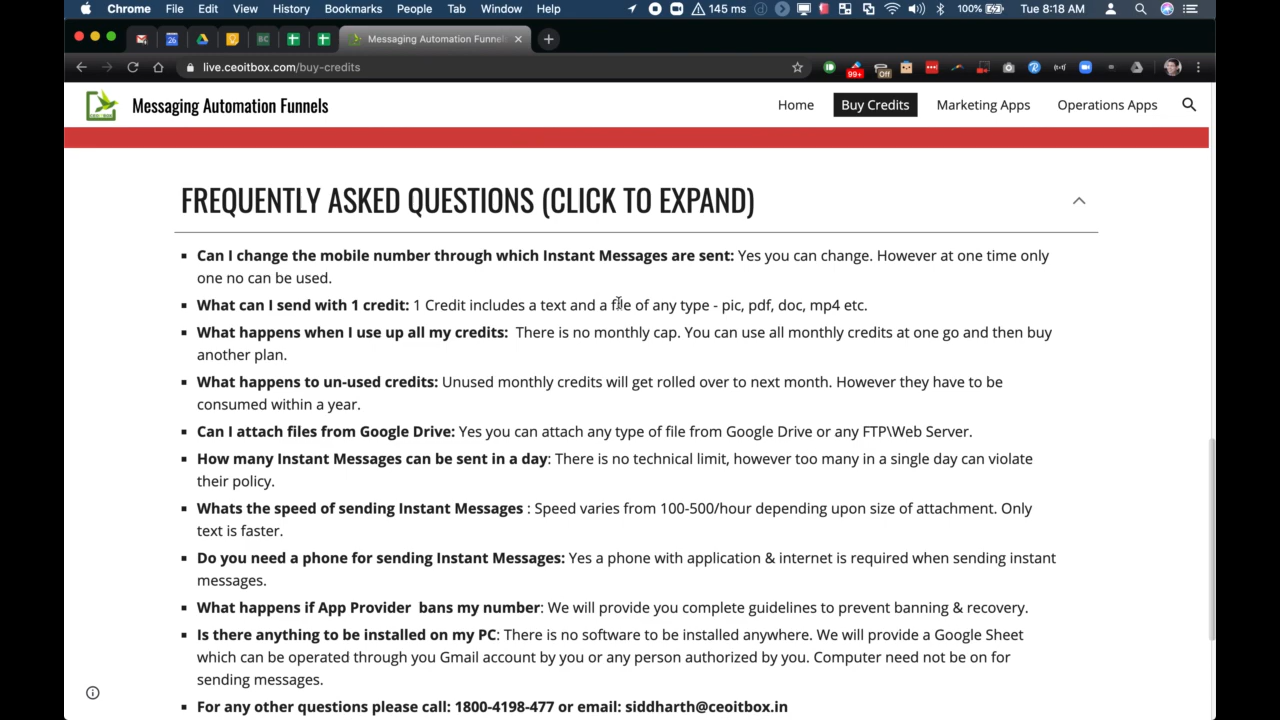 Chrome File Edit View History Bookmarks People Tab Window Help 145 ms 100% Tue 8:18 AM
26 BC Messaging Automation Funnel
live.ceoitbox.com/buy-credits 99+ Off
Messaging Automation Funnels Home Buy Credits Marketing Apps Operations Apps
FREQUENTLY ASKED QUESTIONS (CLICK TO EXPAND)
▪ Can I change the mobile number through which Instant Messages are sent: Yes you can change. However at one time only
one no can be used.
▪ What can I send with 1 credit: 1 Credit includes a text and a file of any type - pic, pdf, doc, mp4 etc.
▪ What happens when I use up all my credits: There is no monthly cap. You can use all monthly credits at one go and then buy
another plan.
▪ What happens to un-used credits: Unused monthly credits will get rolled over to next month. However they have to be
consumed within a year.
▪ Can I attach files from Google Drive: Yes you can attach any type of file from Google Drive or any FTP\Web Server.
▪ How many Instant Messages can be sent in a day: There is no technical limit, however too many in a single day can violate
their policy.
▪ Whats the speed of sending Instant Messages : Speed varies from 100-500/hour depending upon size of attachment. Only
text is faster.
▪ Do you need a phone for sending Instant Messages: Yes a phone with application & internet is required when sending instant
messages.
▪ What happens if App Provider bans my number: We will provide you complete guidelines to prevent banning & recovery.
▪ Is there anything to be installed on my PC: There is no software to be installed anywhere. We will provide a Google Sheet
which can be operated through you Gmail account by you or any person authorized by you. Computer need not be on for
sending messages.
▪ For any other questions please call: 1800-4198-477 or email: siddharth@ceoitbox.in